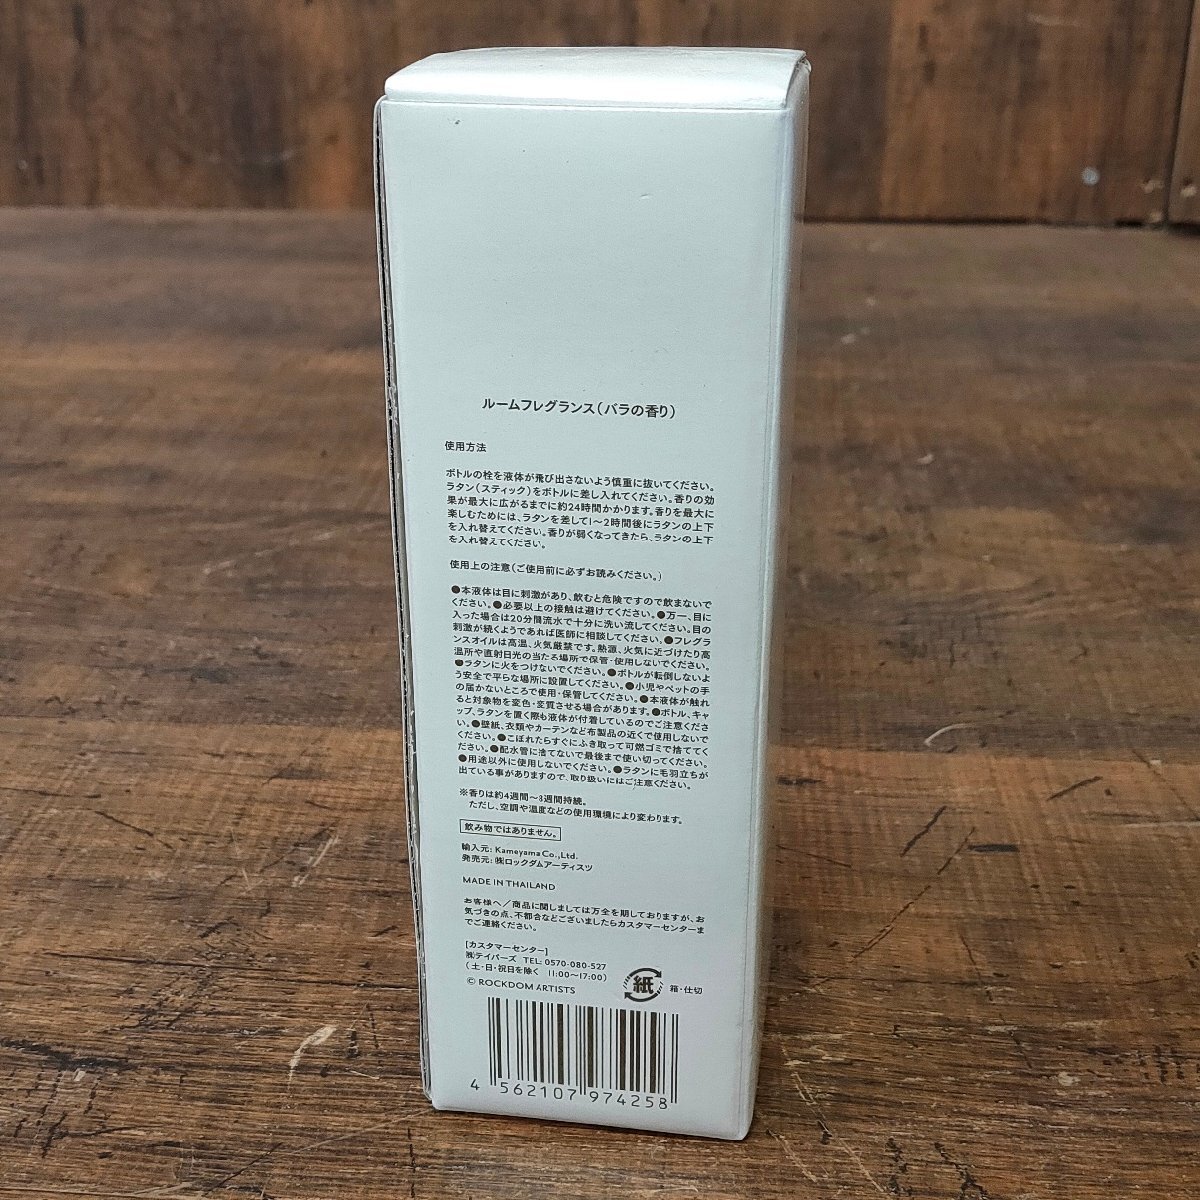 ルームフレグランス(バラの香り)
使用方法
ボトルの栓を液体が飛び出さないよう慎重に抜いてください。
ラタン(スティック)をボトルに差し入れてください。香りの効
果が最大に広がるまでに約24時間かかります。香りを最大に
楽しむためには、ラタンを差して1〜2時間後にラタンの上下
を入れ替えてください。香りが弱くなってきたら、ラタンの上下
を入れ替えてください。
使用上の注意(ご使用前に必ずお読みください。)
●本液体は目に刺激があり、飲むと危険ですので飲まないで
ください。●必要以上の接触は避けてください。●万一、目に
入った場合は20分間流水で十分に洗い流してください。目の
刺激が続くようであれば医師に相談してください。●フレグラ
ンスオイルは高温、火気厳禁です。熱源、火気に近づけたり高
温所や直射日光の当たる場所で保管・使用しないでください。
●ラタンに火をつけないでください。●ボトルが転倒しないよ
う安全で平らな場所に設置してください。●小児やペットの手
の届かないところで使用・保管してください。●本液体が触れ
ると対象物を変色・変質させる場合があります。●ボトル、キャ
ップ、ラタンを置く際も液体が付着しているのでご注意くださ
い。●壁紙、衣類やカーテンなど布製品の近くで使用しないで
ください。●こぼれたらすぐにふき取って可燃ゴミで捨ててく
ださい。●配水管に捨てないで最後まで使い切ってください。
●用途以外に使用しないでください。●ラタンに毛羽立ちが
出ている事がありますので、取り扱いにはご注意ください。
※香りは約4週間〜8週間持続。
ただし、空調や温度などの使用環境により変わります。
飲み物ではありません。
輸入元: Kameyama Co., Ltd.
発売元: ㈱ロックダムアーティスツ
MADE IN THAILAND
お客様へ/商品に関しましては万全を期しておりますが、お
気づきの点、不都合などございましたらカスタマーセンターま
でご連絡ください。
[カスタマーセンター]
㈱テイパーズ TEL: 0570-080-527
(土・日・祝日を除く 11:00〜17:00)
© ROCKDOM ARTISTS
紙 箱・仕切
4 562107 974258